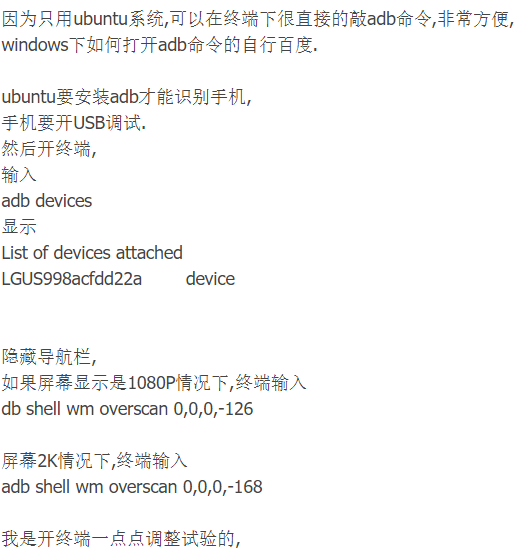 因为只用ubuntu系统,可以在终端下很直接的敲adb命令,非常方便,
windows下如何打开adb命令的自行百度.
ubuntu要安装adb才能识别手机,
手机要开USB调试.
然后开终端,
输入
adb devices
显示
List of devices attached
LGUS998acfdd22a device
隐藏导航栏,
如果屏幕显示是1080P情况下,终端输入
db shell wm overscan 0,0,0,-126
屏幕2K情况下,终端输入
adb shell wm overscan 0,0,0,-168
我是开终端一点点调整试验的,